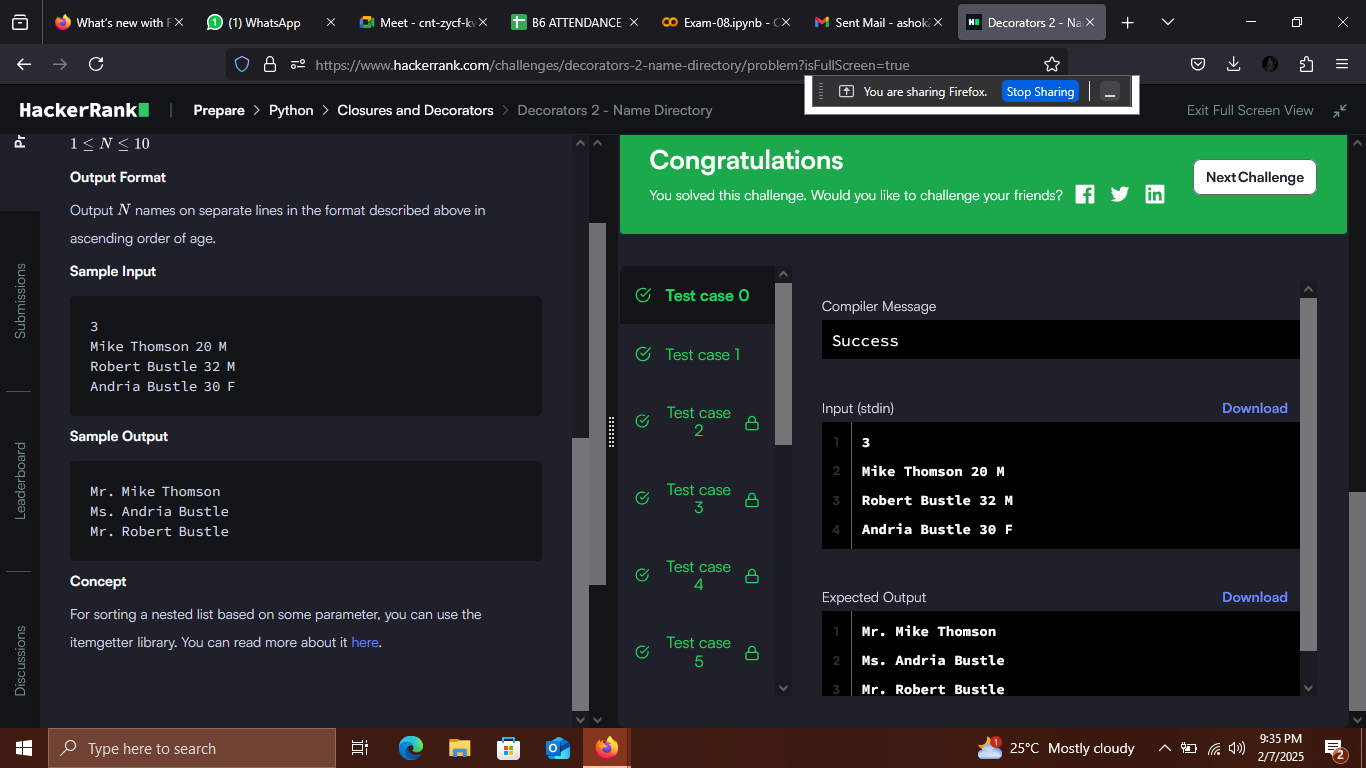 What's new with F
(1) WhatsApp
Meet - cnt-zycf-kv
B6 ATTENDANCE
Exam-08.ipynb - C
Sent Mail - ashok
Decorators 2 - Na
https://www.hackerrank.com/challenges/decorators-2-name-directory/problem?isFullScreen=true
You are sharing Firefox. Stop Sharing
HackerRank | Prepare > Python > Closures and Decorators > Decorators 2 - Name Directory
Exit Full Screen View
1 ≤ N ≤ 10
Output Format
Output N names on separate lines in the format described above in
ascending order of age.
Sample Input
3
Mike Thomson 20 M
Robert Bustle 32 M
Andria Bustle 30 F
Sample Output
Mr. Mike Thomson
Ms. Andria Bustle
Mr. Robert Bustle
Concept
For sorting a nested list based on some parameter, you can use the
itemgetter library. You can read more about it here.
Submissions
Leaderboard
Discussions
Congratulations
You solved this challenge. Would you like to challenge your friends?
Next Challenge
Test case 0
Test case 1
Test case
2
Test case
3
Test case
4
Test case
5
Compiler Message
Success
Input (stdin)
Download
1 3
2 Mike Thomson 20 M
3 Robert Bustle 32 M
4 Andria Bustle 30 F
Expected Output
Download
1 Mr. Mike Thomson
2 Ms. Andria Bustle
3 Mr. Robert Bustle
Type here to search
1
25°C Mostly cloudy
9:35 PM
2/7/2025
2